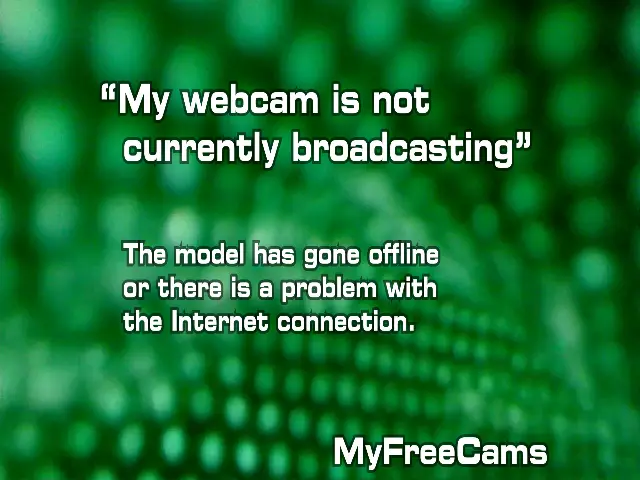 “My webcam is not
currently broadcasting”
The model has gone offline
or there is a problem with
the Internet connection.
MyFreeCams